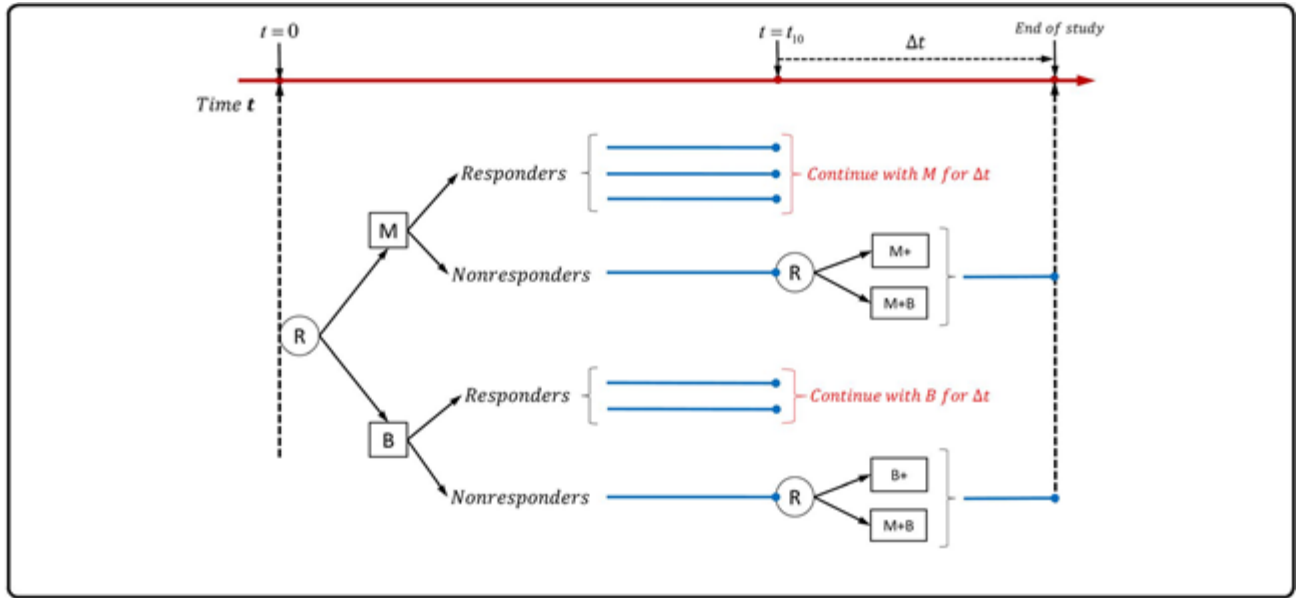 t = 0
t = t₁₀
End of study
Δt
Time t
Responders
Continue with M for Δt
M
Nonresponders
R
M+
M+B
R
Responders
Continue with B for Δt
B
Nonresponders
R
B+
M+B